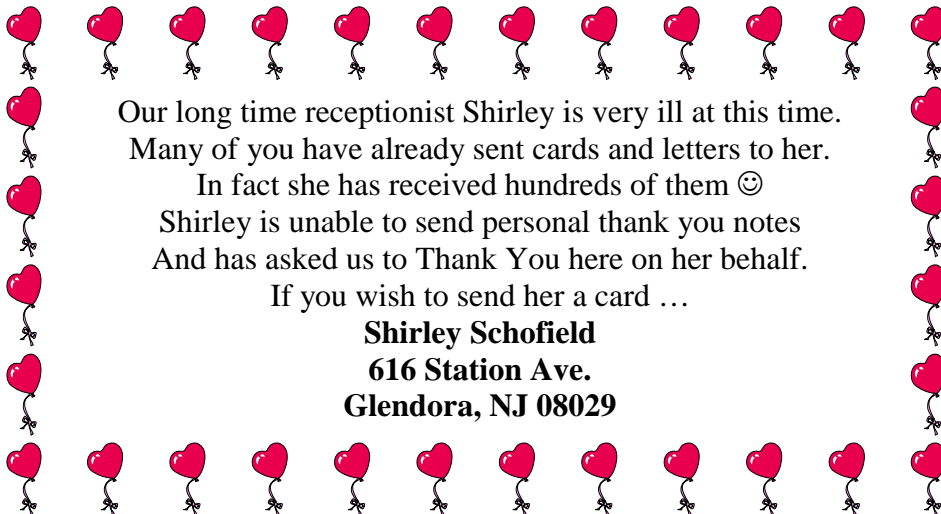 Our long time receptionist Shirley is very ill at this time.
Many of you have already sent cards and letters to her.
In fact she has received hundreds of them ☺
Shirley is unable to send personal thank you notes
And has asked us to Thank You here on her behalf.
If you wish to send her a card …
Shirley Schofield
616 Station Ave.
Glendora, NJ 08029